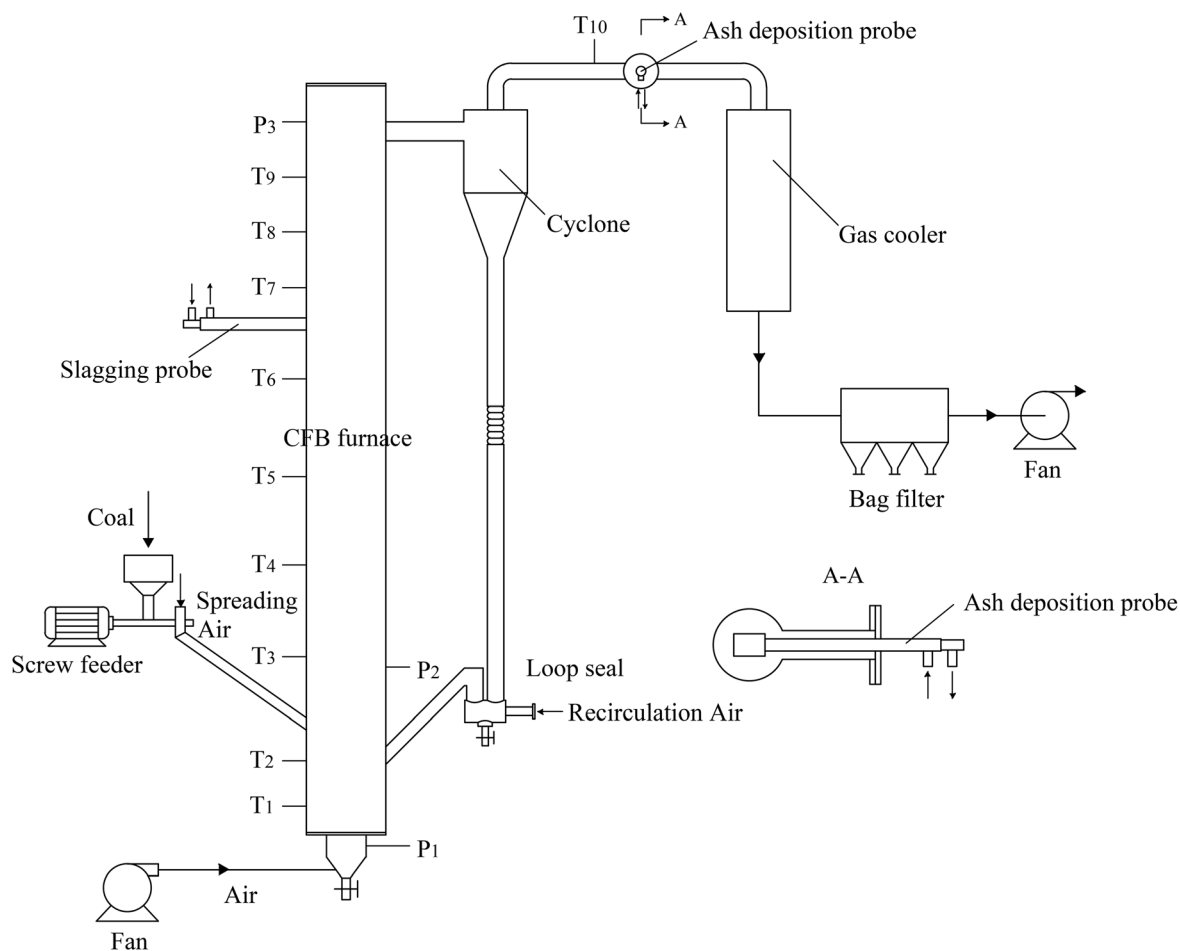 T10
A
Ash deposition probe
P3
A
T9
Cyclone
T8
Gas cooler
T7
Slagging probe
T6
CFB furnace
T5
Fan
Bag filter
Coal
T4
A-A
Spreading
Air
Ash deposition probe
Screw feeder
T3
P2
Loop seal
Recirculation Air
T2
T1
P1
Air
Fan